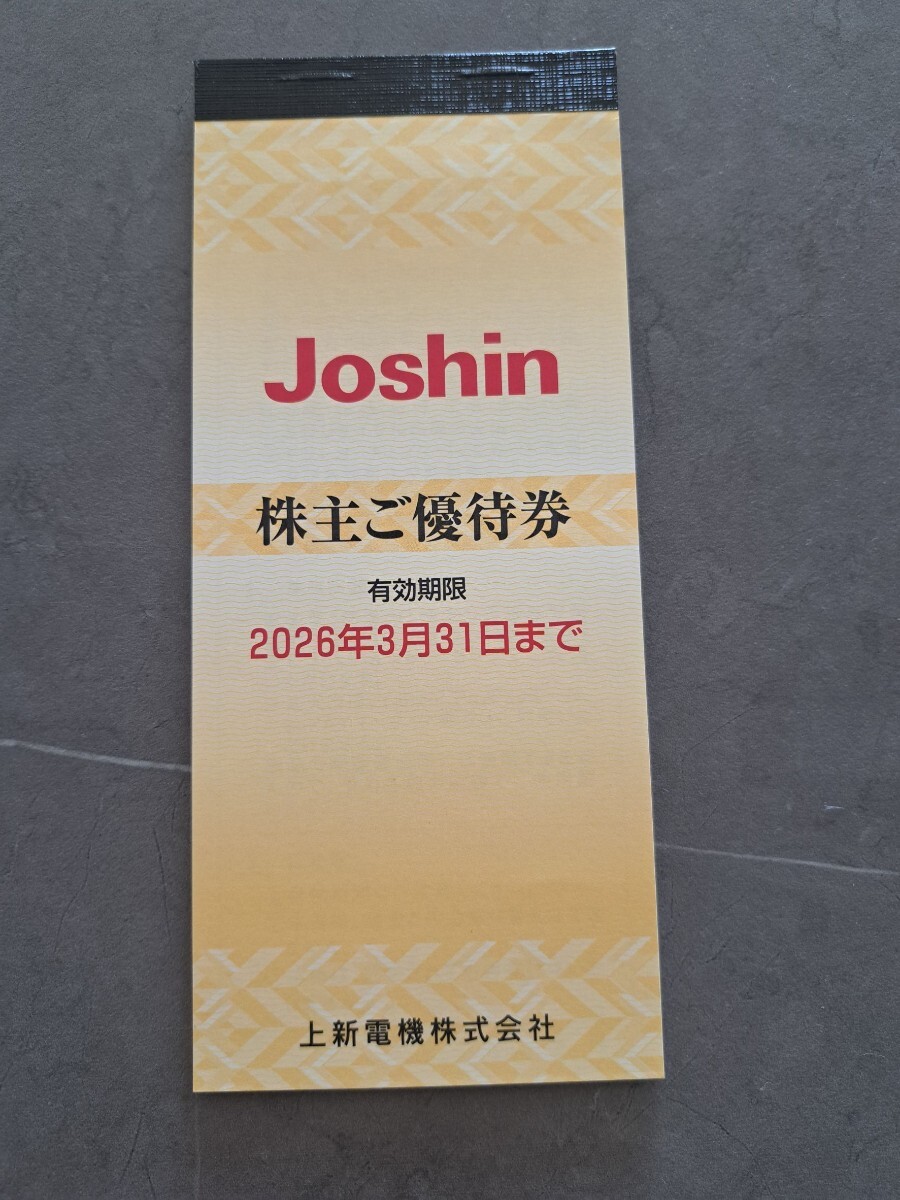 Joshin
株主ご優待券
有効期限
2026年3月31日まで
上新電機株式会社